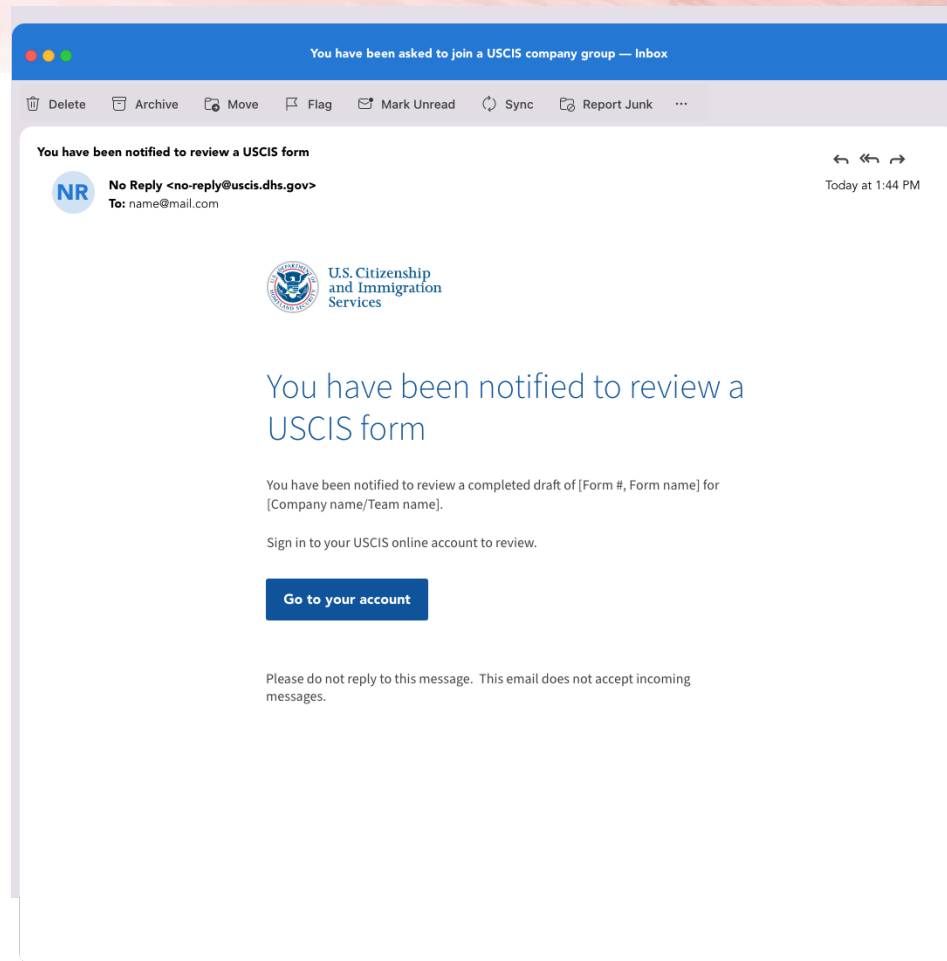 You have been asked to join a USCIS company group — Inbox
Delete Archive Move Flag Mark Unread Sync Report Junk ...
You have been notified to review a USCIS form
NR
No Reply <no-reply@uscis.dhs.gov>
To: name@mail.com
Today at 1:44 PM
U.S. Citizenship
and Immigration
Services
You have been notified to review a
USCIS form
You have been notified to review a completed draft of [Form #, Form name] for
[Company name/Team name].
Sign in to your USCIS online account to review.
Go to your account
Please do not reply to this message. This email does not accept incoming
messages.